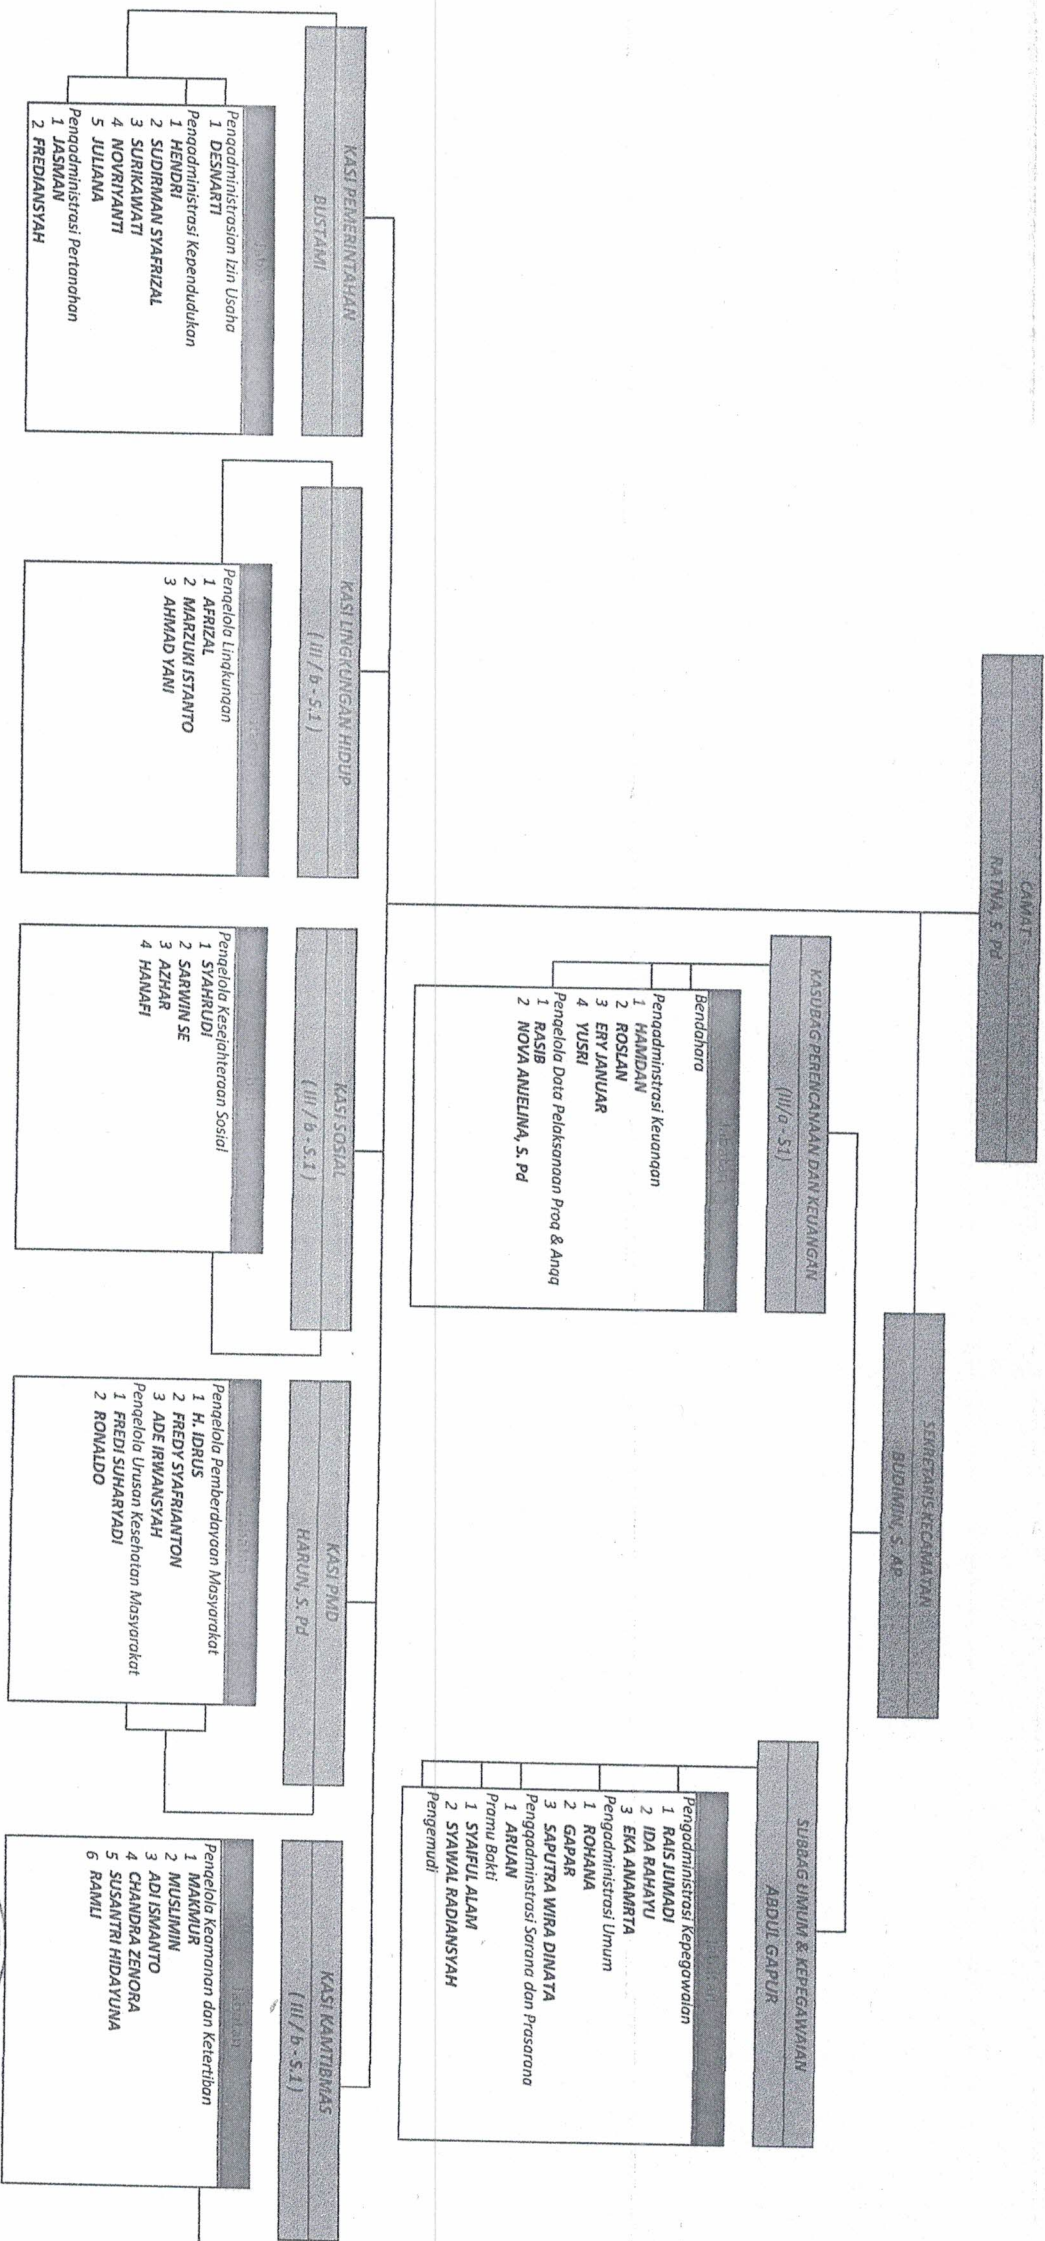 CAMAT
RATNA, S. Pd
SEKRETARIS KECAMATAN
BUDIMIN, S. AP
KASUBAG PERENCANAAN DAN KEUANGAN
(III/a - S1)
Bendahara
Pengadminstrasi Keuangan
1 HAMDAN
2 ROSLAN
3 ERY JANUAR
4 YUSRI
Pengelola Data Pelaksanaan Prog & Angg
1 RASIB
2 NOVA ANJELINA, S. Pd
SUBBAG UMUM & KEPEGAWAIAN
ABDUL GAPUR
Jabatan
Pengadministrasi Kepegawaian
1 RAIS JUMADI
2 IDA RAHAYU
3 EKA ANAMRTA
Pengadministrasi Umum
1 ROHANA
2 GAPAR
3 SAPUTRA WIRA DINATA
Pengqadminstrasi Sarana dan Prasarana
1 ARUAN
Pramu Bakti
1 SYAIFUL ALAM
2 SYAWAL RADIANSYAH
Pengemudi
KASI PEMERINTAHAN
BUSTAMI
Pengadministrasian Izin Usaha
1 DESNARTI
Pengadministrasi Kependudukan
1 HENDRI
2 SUDIRMAN SYAFRIZAL
3 SURIKAWATI
4 NOVRIYANTI
5 JULIANA
Pengadministrasi Pertanahan
1 JASMAN
2 FREDIANSYAH
KASI LINGKUNGAN HIDUP
( III / b - S.1 )
Pengelola Lingkungan
1 AFRIZAL
2 MARZUKI ISTANTO
3 AHMAD YANI
KASI SOSIAL
( III / b - S.1 )
Pengelola Kesejahteraan Sosial
1 SYAHRUDI
2 SARWIN SE
3 AZHAR
4 HANAFI
KASI PMD
HARUN, S. Pd
Pengelola Pemberdayaan Masyarakat
1 H. IDRUS
2 FREDY SYAFRIANTON
3 ADE IRWANSYAH
Pengelola Urusan Kesehatan Masyarakat
1 FREDI SUHARYADI
2 RONALDO
KASI KAMTIBMAS
( III / b - S.1 )
Jabatan
Pengelola Keamanan dan Ketertiban
1 MAKMUR
2 MUSLIMIN
3 ADI ISMANTO
4 CHANDRA ZENORA
5 SUSANTRI HIDAYUNA
6 RAMLI